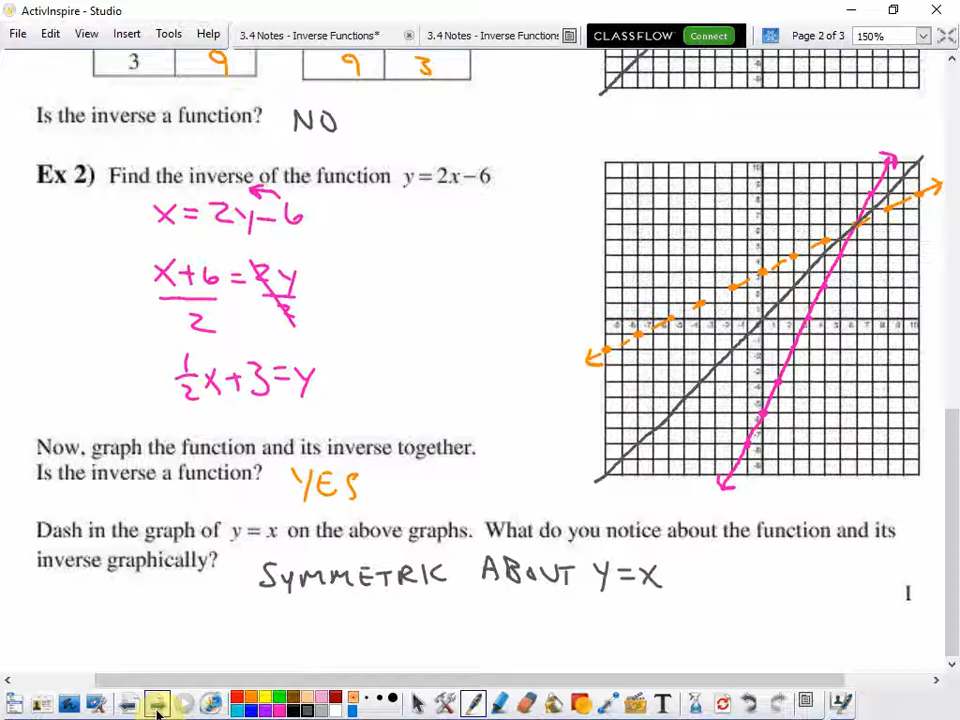 ActivInspire - Studio
File Edit View Insert Tools Help 3.4 Notes - Inverse Functions* 3.4 Notes - Inverse Functions CLASSFLOW Connect Page 2 of 3 150%
3 9 9 3
Is the inverse a function? NO
Ex 2) Find the inverse of the function y = 2x − 6
x = 2y − 6
x + 6 = 2y
2 2
1/2 x + 3 = y
Now, graph the function and its inverse together.
Is the inverse a function? YES
Dash in the graph of y = x on the above graphs. What do you notice about the function and its
inverse graphically? SYMMETRIC ABOUT Y = X
1